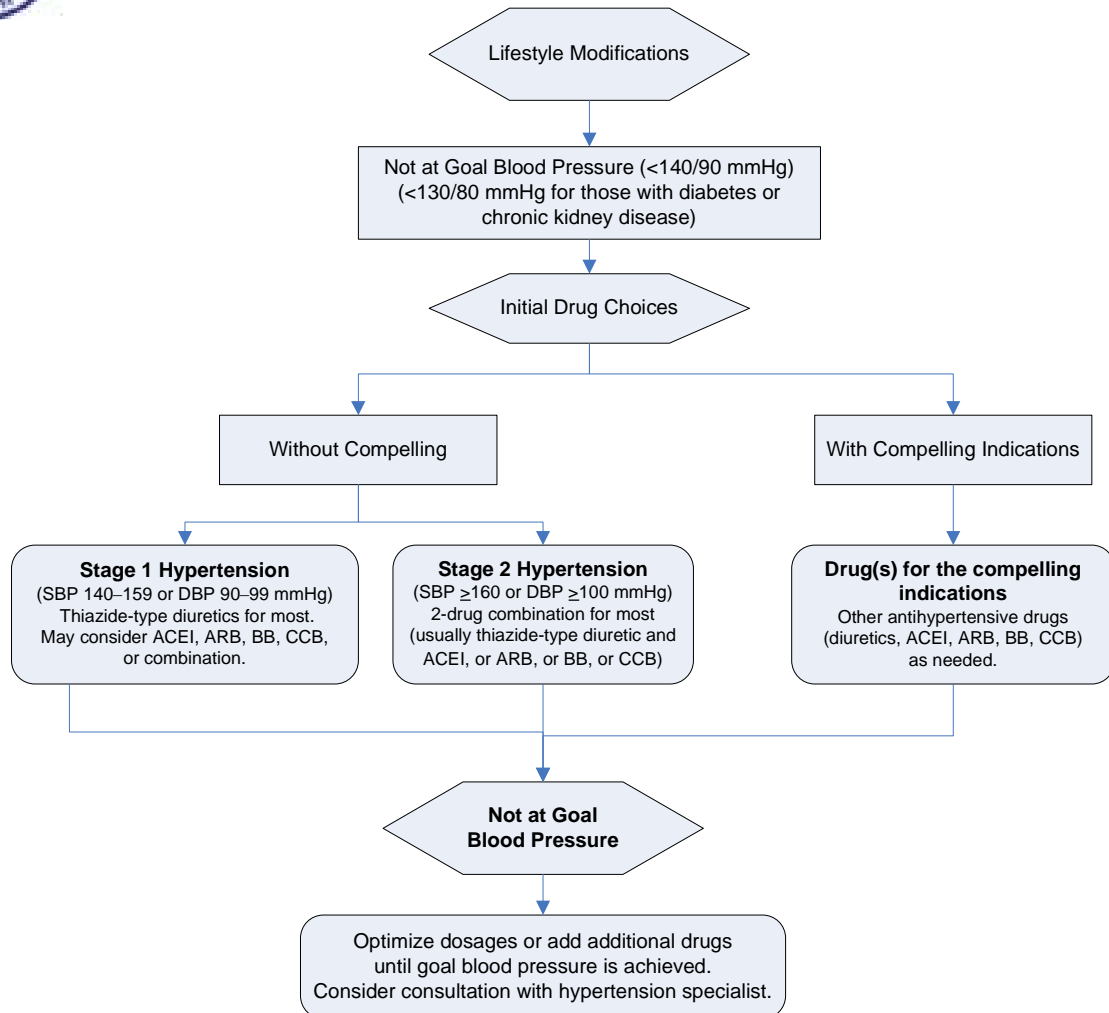 Lifestyle Modifications
Not at Goal Blood Pressure (<140/90 mmHg)
(<130/80 mmHg for those with diabetes or
chronic kidney disease)
Initial Drug Choices
Without Compelling
With Compelling Indications
Stage 1 Hypertension
(SBP 140–159 or DBP 90–99 mmHg)
Thiazide-type diuretics for most.
May consider ACEI, ARB, BB, CCB,
or combination.
Stage 2 Hypertension
(SBP ≥160 or DBP ≥100 mmHg)
2-drug combination for most
(usually thiazide-type diuretic and
ACEI, or ARB, or BB, or CCB)
Drug(s) for the compelling
indications
Other antihypertensive drugs
(diuretics, ACEI, ARB, BB, CCB)
as needed.
Not at Goal
Blood Pressure
Optimize dosages or add additional drugs
until goal blood pressure is achieved.
Consider consultation with hypertension specialist.